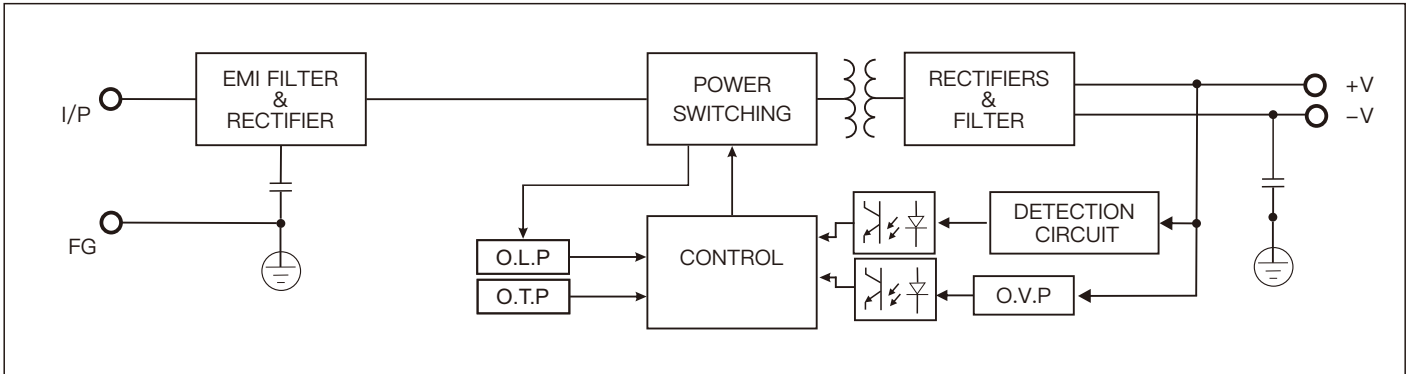 I/P
EMI FILTER
&
RECTIFIER
POWER
SWITCHING
RECTIFIERS
&
FILTER
+V
–V
FG
O.L.P
O.T.P
CONTROL
DETECTION
CIRCUIT
O.V.P